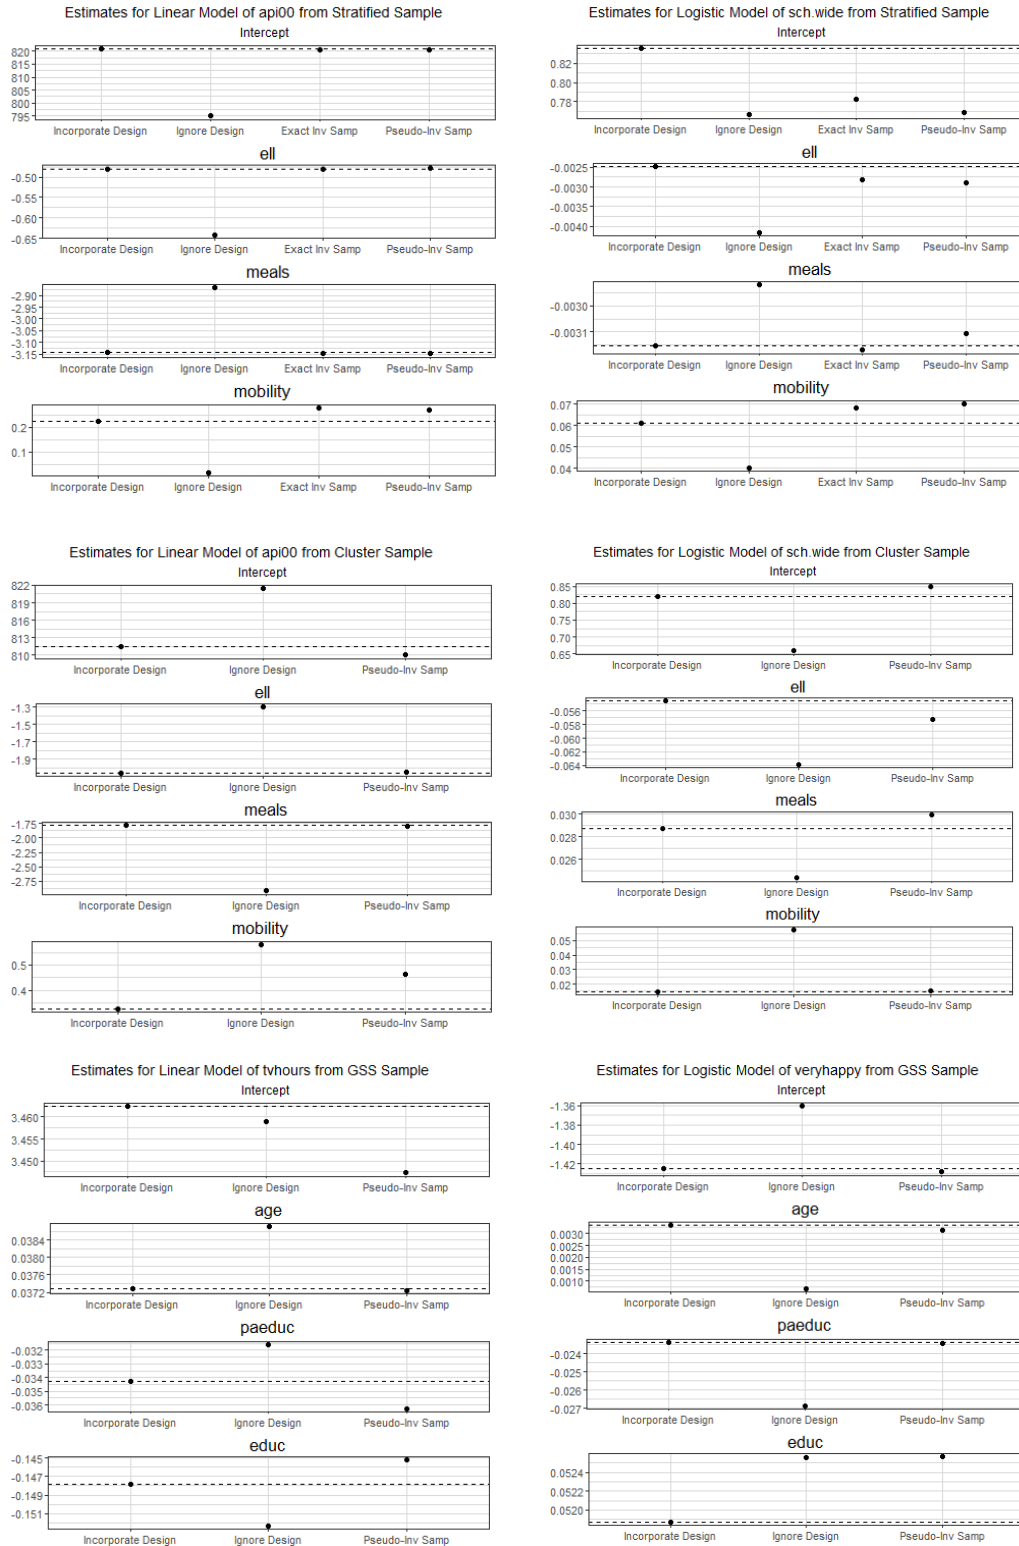 Estimates for Linear Model of api00 from Stratified Sample
Intercept
820
815
810
805
800
795
Incorporate Design Ignore Design Exact Inv Samp Pseudo-Inv Samp
ell
-0.50
-0.55
-0.60
-0.65
Incorporate Design Ignore Design Exact Inv Samp Pseudo-Inv Samp
meals
-2.90
-2.95
-3.00
-3.05
-3.10
-3.15
Incorporate Design Ignore Design Exact Inv Samp Pseudo-Inv Samp
mobility
0.2
0.1
Incorporate Design Ignore Design Exact Inv Samp Pseudo-Inv Samp
Estimates for Logistic Model of sch.wide from Stratified Sample
Intercept
0.82
0.80
0.78
Incorporate Design Ignore Design Exact Inv Samp Pseudo-Inv Samp
ell
-0.0025
-0.0030
-0.0035
-0.0040
Incorporate Design Ignore Design Exact Inv Samp Pseudo-Inv Samp
meals
-0.0030
-0.0031
Incorporate Design Ignore Design Exact Inv Samp Pseudo-Inv Samp
mobility
0.07
0.06
0.05
0.04
Incorporate Design Ignore Design Exact Inv Samp Pseudo-Inv Samp
Estimates for Linear Model of api00 from Cluster Sample
Intercept
822
819
816
813
810
Incorporate Design Ignore Design Pseudo-Inv Samp
ell
-1.3
-1.5
-1.7
-1.9
Incorporate Design Ignore Design Pseudo-Inv Samp
meals
-1.75
-2.00
-2.25
-2.50
-2.75
Incorporate Design Ignore Design Pseudo-Inv Samp
mobility
0.5
0.4
Incorporate Design Ignore Design Pseudo-Inv Samp
Estimates for Logistic Model of sch.wide from Cluster Sample
Intercept
0.85
0.80
0.75
0.70
0.65
Incorporate Design Ignore Design Pseudo-Inv Samp
ell
-0.056
-0.058
-0.060
-0.062
-0.064
Incorporate Design Ignore Design Pseudo-Inv Samp
meals
0.030
0.028
0.026
Incorporate Design Ignore Design Pseudo-Inv Samp
mobility
0.05
0.04
0.03
0.02
Incorporate Design Ignore Design Pseudo-Inv Samp
Estimates for Linear Model of tvhours from GSS Sample
Intercept
3.460
3.455
3.450
Incorporate Design Ignore Design Pseudo-Inv Samp
age
0.0384
0.0380
0.0376
0.0372
Incorporate Design Ignore Design Pseudo-Inv Samp
paeduc
-0.032
-0.033
-0.034
-0.035
-0.036
Incorporate Design Ignore Design Pseudo-Inv Samp
educ
-0.145
-0.147
-0.149
-0.151
Incorporate Design Ignore Design Pseudo-Inv Samp
Estimates for Logistic Model of veryhappy from GSS Sample
Intercept
-1.36
-1.38
-1.40
-1.42
Incorporate Design Ignore Design Pseudo-Inv Samp
age
0.0030
0.0025
0.0020
0.0015
0.0010
Incorporate Design Ignore Design Pseudo-Inv Samp
paeduc
-0.024
-0.025
-0.026
-0.027
Incorporate Design Ignore Design Pseudo-Inv Samp
educ
0.0524
0.0522
0.0520
Incorporate Design Ignore Design Pseudo-Inv Samp